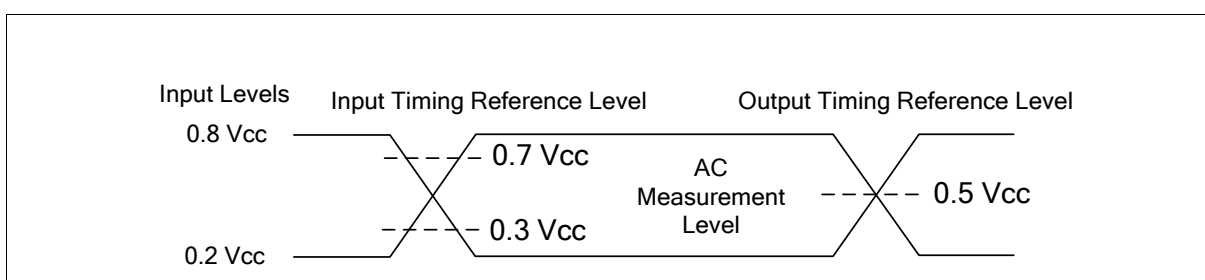 Input Levels
Input Timing Reference Level
Output Timing Reference Level
0.8 Vcc
0.7 Vcc
AC
Measurement
Level
0.5 Vcc
0.3 Vcc
0.2 Vcc